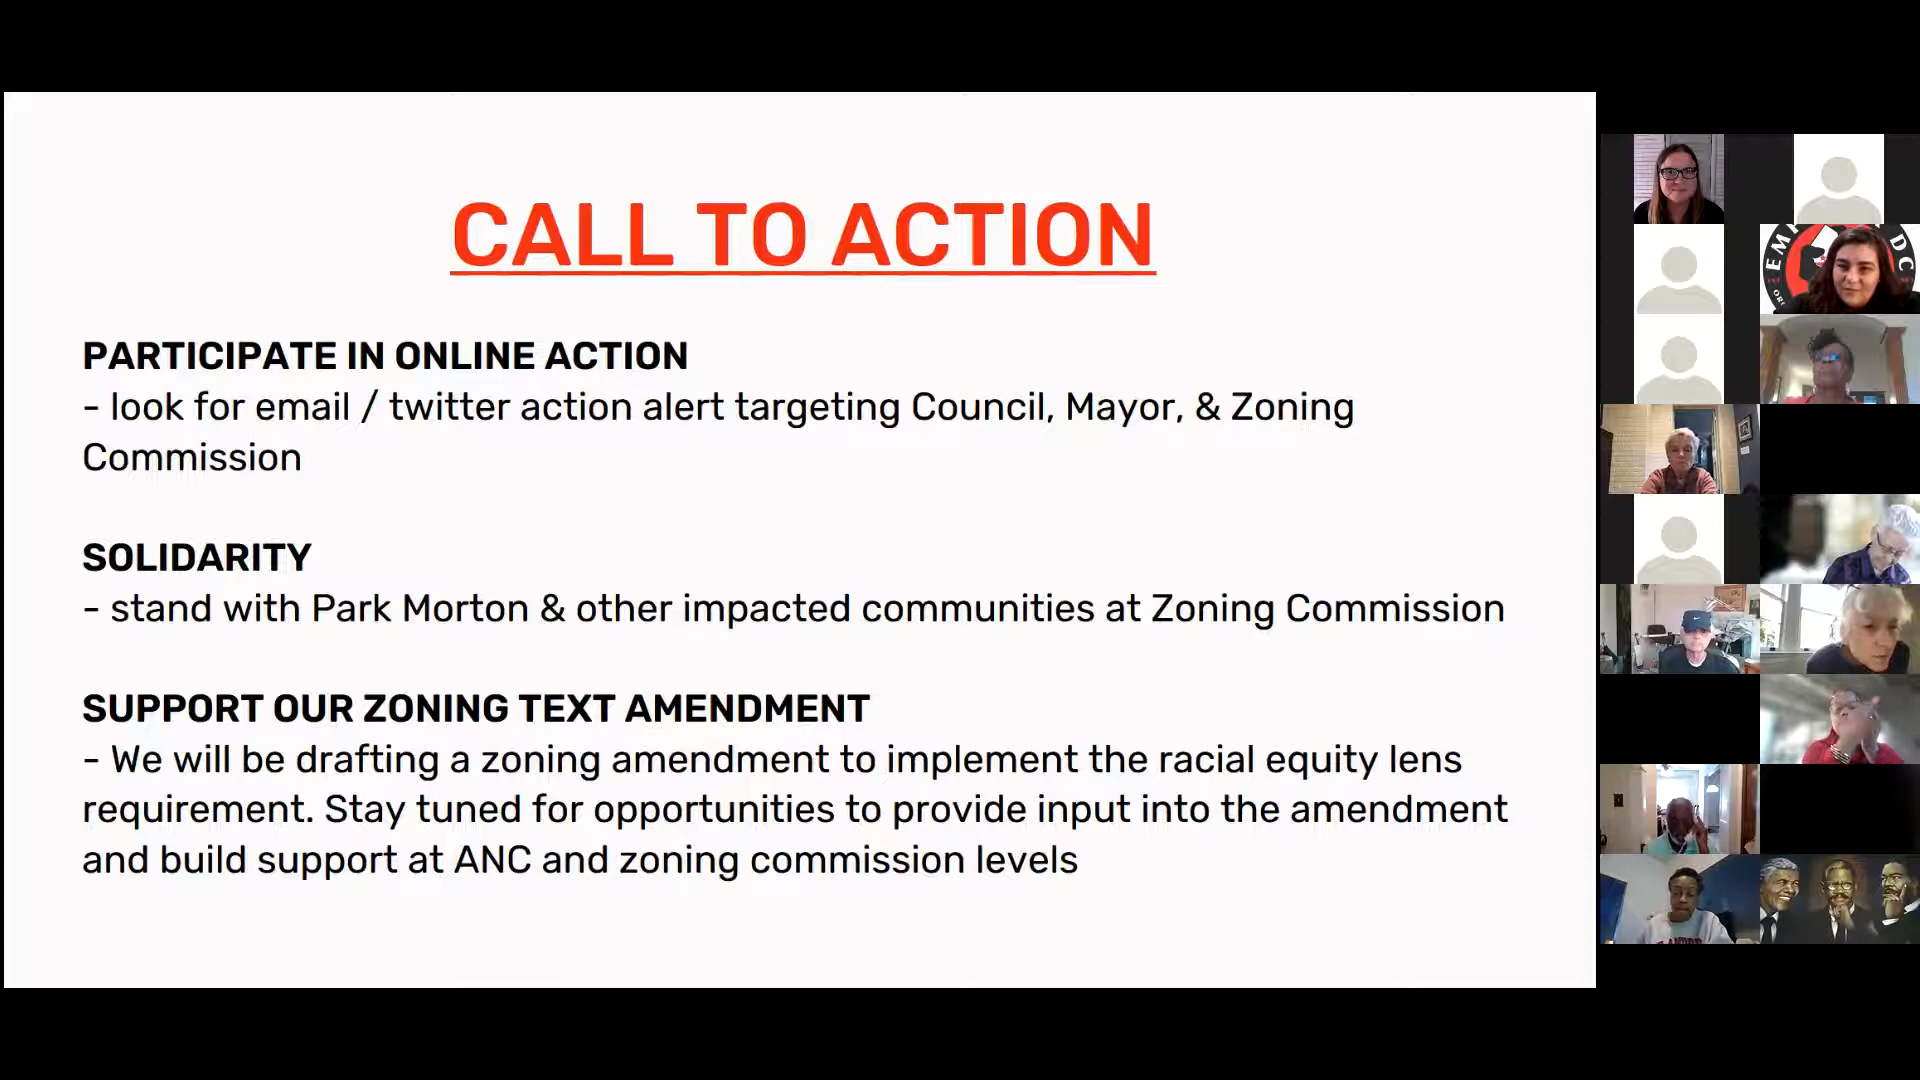 CALL TO ACTION
PARTICIPATE IN ONLINE ACTION
- look for email / twitter action alert targeting Council, Mayor, & Zoning
Commission
SOLIDARITY
- stand with Park Morton & other impacted communities at Zoning Commission
SUPPORT OUR ZONING TEXT AMENDMENT
- We will be drafting a zoning amendment to implement the racial equity lens
requirement. Stay tuned for opportunities to provide input into the amendment
and build support at ANC and zoning commission levels
DC